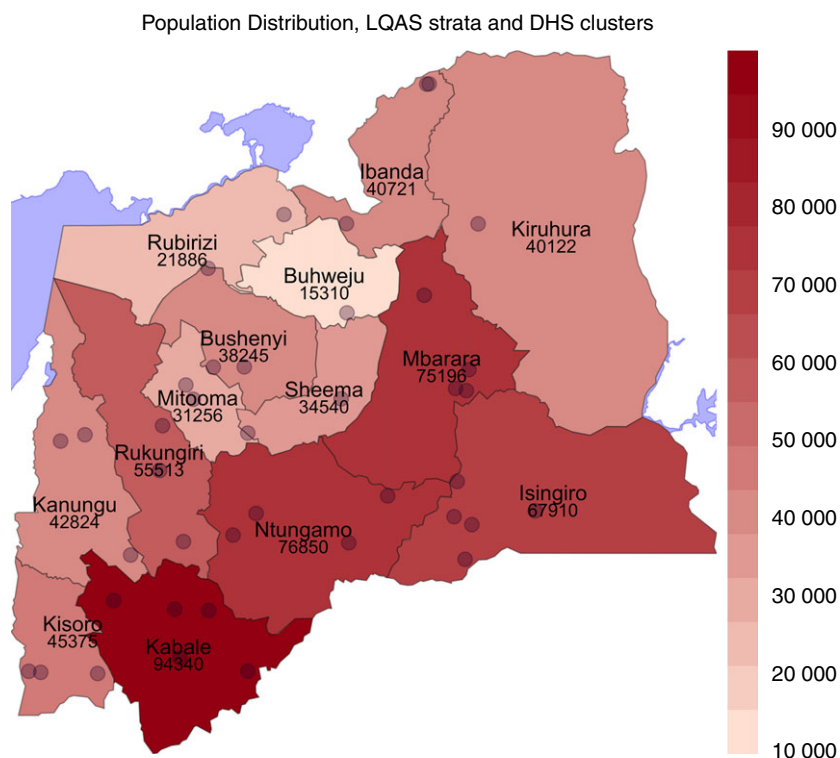 Population Distribution, LQAS strata and DHS clusters
90 000
80 000
70 000
60 000
50 000
40 000
30 000
20 000
10 000
Ibanda
40721
Kiruhura
40122
Rubirizi
21886
Buhweju
15310
Bushenyi
38245
Mbarara
75196
Mitooma
31256
Sheema
34540
Rukungiri
55513
Kanungu
42824
Isingiro
67910
Ntungamo
76850
Kisoro
45375
Kabale
94340